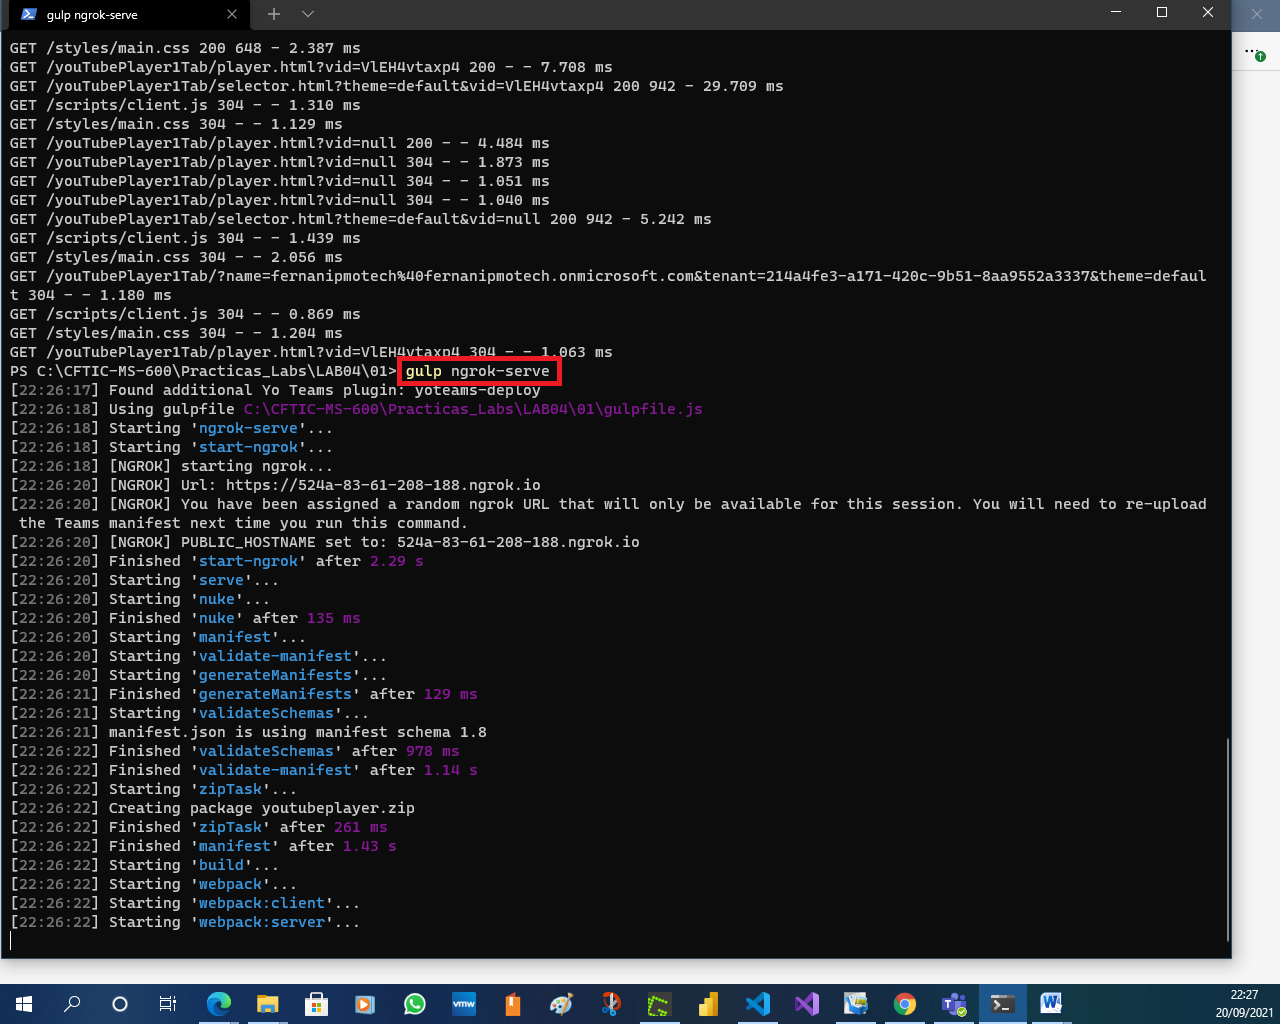 gulp ngrok-serve
GET /styles/main.css 200 648 - 2.387 ms
GET /youTubePlayer1Tab/player.html?vid=VlEH4vtaxp4 200 - - 7.708 ms
GET /youTubePlayer1Tab/selector.html?theme=default&vid=VlEH4vtaxp4 200 942 - 29.709 ms
GET /scripts/client.js 304 - - 1.310 ms
GET /styles/main.css 304 - - 1.129 ms
GET /youTubePlayer1Tab/player.html?vid=null 200 - - 4.484 ms
GET /youTubePlayer1Tab/player.html?vid=null 304 - - 1.873 ms
GET /youTubePlayer1Tab/player.html?vid=null 304 - - 1.051 ms
GET /youTubePlayer1Tab/player.html?vid=null 304 - - 1.040 ms
GET /youTubePlayer1Tab/selector.html?theme=default&vid=null 200 942 - 5.242 ms
GET /scripts/client.js 304 - - 1.439 ms
GET /styles/main.css 304 - - 2.056 ms
GET /youTubePlayer1Tab/?name=fernanipmotech%40fernanipmotech.onmicrosoft.com&tenant=214a4fe3-a171-420c-9b51-8aa9552a3337&theme=defaul
t 304 - - 1.180 ms
GET /scripts/client.js 304 - - 0.869 ms
GET /styles/main.css 304 - - 1.204 ms
GET /youTubePlayer1Tab/player.html?vid=VlEH4vtaxp4 304 - - 1.063 ms
PS C:\CFTIC-MS-600\Practicas_Labs\LAB04\01> gulp ngrok-serve
[22:26:17] Found additional Yo Teams plugin: yoteams-deploy
[22:26:18] Using gulpfile C:\CFTIC-MS-600\Practicas_Labs\LAB04\01\gulpfile.js
[22:26:18] Starting 'ngrok-serve'...
[22:26:18] Starting 'start-ngrok'...
[22:26:18] [NGROK] starting ngrok...
[22:26:20] [NGROK] Url: https://524a-83-61-208-188.ngrok.io
[22:26:20] [NGROK] You have been assigned a random ngrok URL that will only be available for this session. You will need to re-upload
the Teams manifest next time you run this command.
[22:26:20] [NGROK] PUBLIC_HOSTNAME set to: 524a-83-61-208-188.ngrok.io
[22:26:20] Finished 'start-ngrok' after 2.29 s
[22:26:20] Starting 'serve'...
[22:26:20] Starting 'nuke'...
[22:26:20] Finished 'nuke' after 135 ms
[22:26:20] Starting 'manifest'...
[22:26:20] Starting 'validate-manifest'...
[22:26:20] Starting 'generateManifests'...
[22:26:21] Finished 'generateManifests' after 129 ms
[22:26:21] Starting 'validateSchemas'...
[22:26:21] manifest.json is using manifest schema 1.8
[22:26:22] Finished 'validateSchemas' after 978 ms
[22:26:22] Finished 'validate-manifest' after 1.14 s
[22:26:22] Starting 'zipTask'...
[22:26:22] Creating package youtubeplayer.zip
[22:26:22] Finished 'zipTask' after 261 ms
[22:26:22] Finished 'manifest' after 1.43 s
[22:26:22] Starting 'build'...
[22:26:22] Starting 'webpack'...
[22:26:22] Starting 'webpack:client'...
[22:26:22] Starting 'webpack:server'...
vmw
22:27
20/09/2021